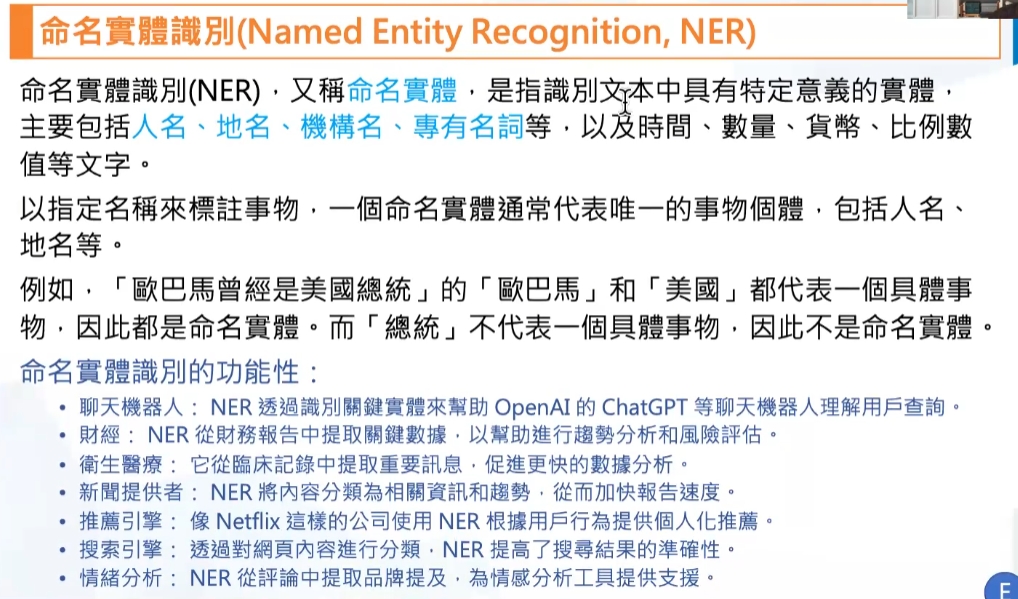 命名實體識別(Named Entity Recognition, NER)
命名實體識別(NER)，又稱命名實體，是指識別文本中具有特定意義的實體，
主要包括人名、地名、機構名、專有名詞等，以及時間、數量、貨幣、比例數
值等文字。
以指定名稱來標註事物，一個命名實體通常代表唯一的事物個體，包括人名、
地名等。
例如，「歐巴馬曾經是美國總統」的「歐巴馬」和「美國」都代表一個具體事
物，因此都是命名實體。而「總統」不代表一個具體事物，因此不是命名實體。
命名實體識別的功能性：
• 聊天機器人： NER 透過識別關鍵實體來幫助 OpenAI 的 ChatGPT 等聊天機器人理解用戶查詢。
• 財經： NER 從財務報告中提取關鍵數據，以幫助進行趨勢分析和風險評估。
• 衛生醫療： 它從臨床記錄中提取重要訊息，促進更快的數據分析。
• 新聞提供者： NER 將內容分類為相關資訊和趨勢，從而加快報告速度。
• 推薦引擎： 像 Netflix 這樣的公司使用 NER 根據用戶行為提供個人化推薦。
• 搜索引擎： 透過對網頁內容進行分類，NER 提高了搜尋結果的準確性。
• 情緒分析： NER 從評論中提取品牌提及，為情感分析工具提供支援。
F